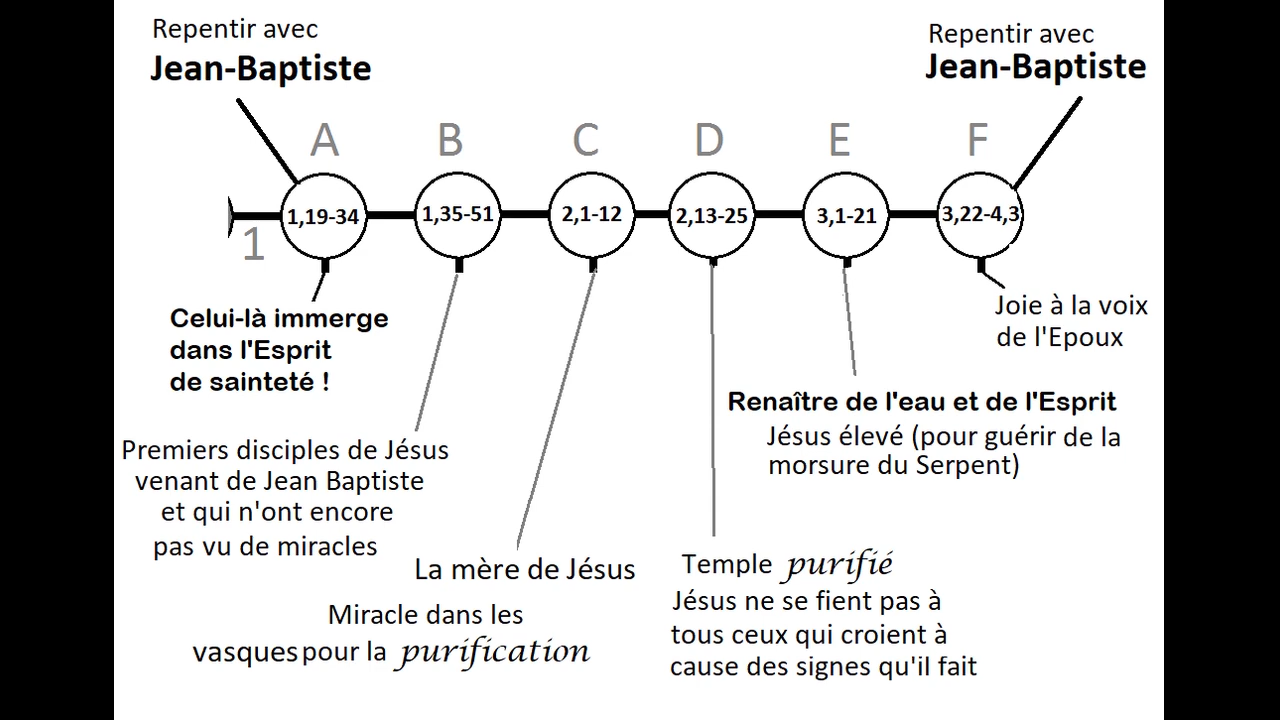 Repentir avec
Jean-Baptiste
Repentir avec
Jean-Baptiste
A B C D E F
1,19-34 1,35-51 2,1-12 2,13-25 3,1-21 3,22-4,3
1
Celui-là immerge
dans l'Esprit
de sainteté !
Joie à la voix
de l'Epoux
Renaître de l'eau et de l'Esprit
Jésus élevé (pour guérir de la
morsure du Serpent)
Premiers disciples de Jésus
venant de Jean Baptiste
et qui n'ont encore
pas vu de miracles
La mère de Jésus
Miracle dans les
vasques pour la purification
Temple purifié
Jésus ne se fient pas à
tous ceux qui croient à
cause des signes qu'il fait